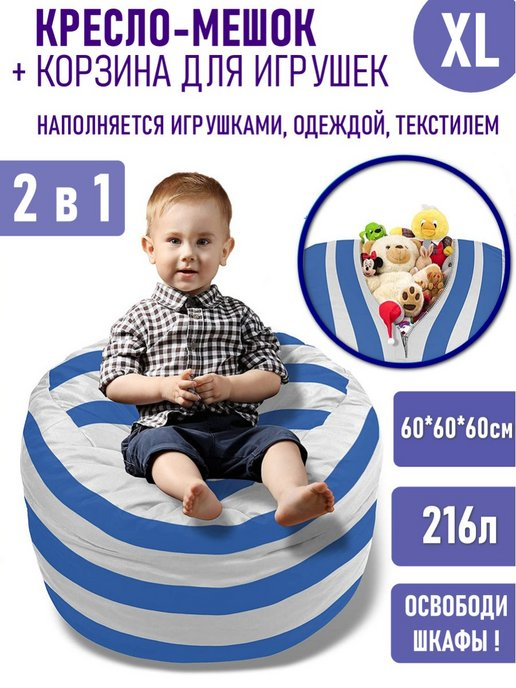 КРЕСЛО-МЕШОК
+ КОРЗИНА ДЛЯ ИГРУШЕК
XL
НАПОЛНЯЕТСЯ ИГРУШКАМИ, ОДЕЖДОЙ, ТЕКСТИЛЕМ
2 в 1
60*60*60см
216л
ОСВОБОДИ
ШКАФЫ !